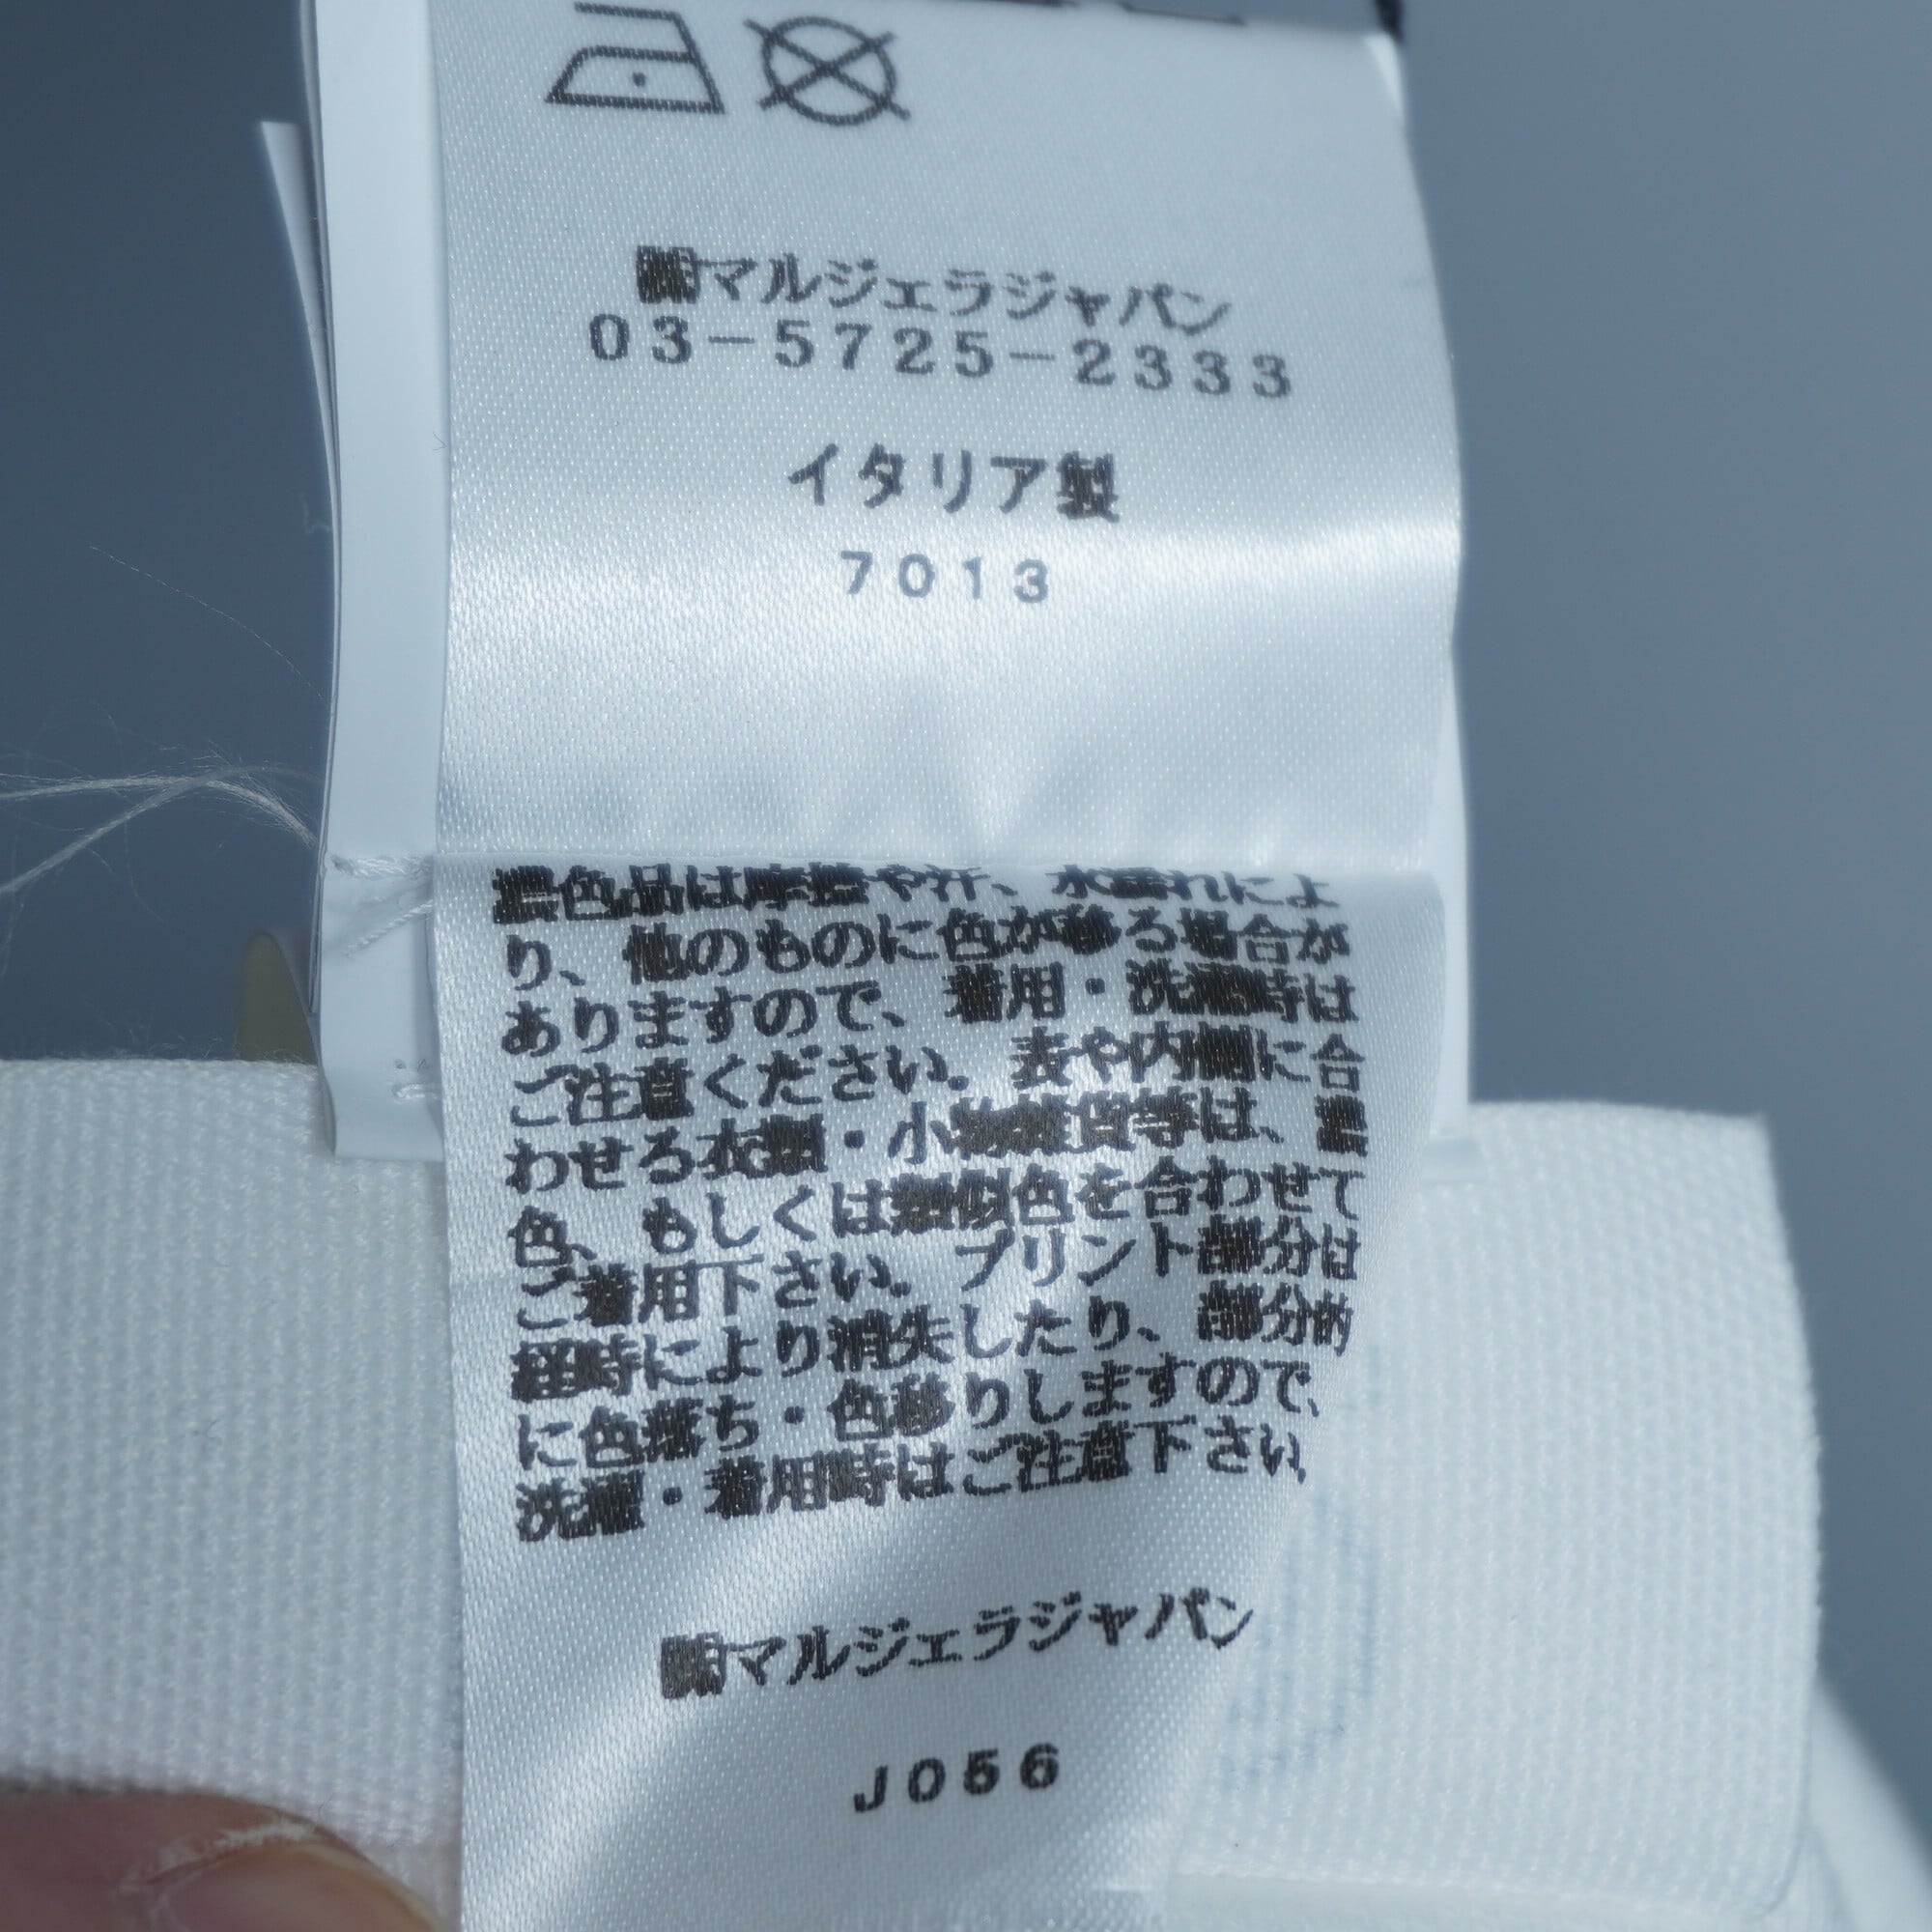 ㈱マルジェラジャパン
03-5725-2333
イタリア製
7013
濃色品は摩擦や汗、水濡れによ
り、他のものに色が移る場合が
ありますので、着用・洗濯時は
ご注意ください。表や内側に合
わせる衣類・小物雑貨等は、濃
色、もしくは類似色を合わせて
ご着用下さい。プリント部分は
経時により消失したり、部分的
に色落ち・色移りしますので、
洗濯・着用時はご注意下さい。
㈱マルジェラジャパン
J056